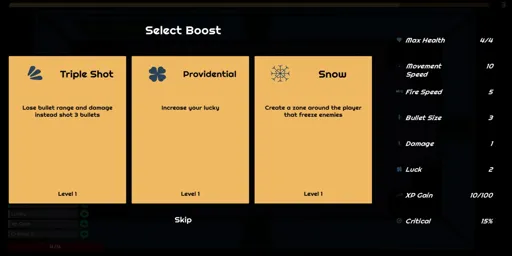 Select Boost
Triple Shot
Lose bullet range and damage
instead shot 3 bullets
Level 1
Providential
Increase your lucky
Level 1
Snow
Create a zone around the player
that freeze enemies
Level 1
Skip
Max Health 4/4
Movement
Speed 10
Fire Speed 5
Bullet Size 3
Damage 1
Luck 2
XP Gain 10/100
Critical 15%